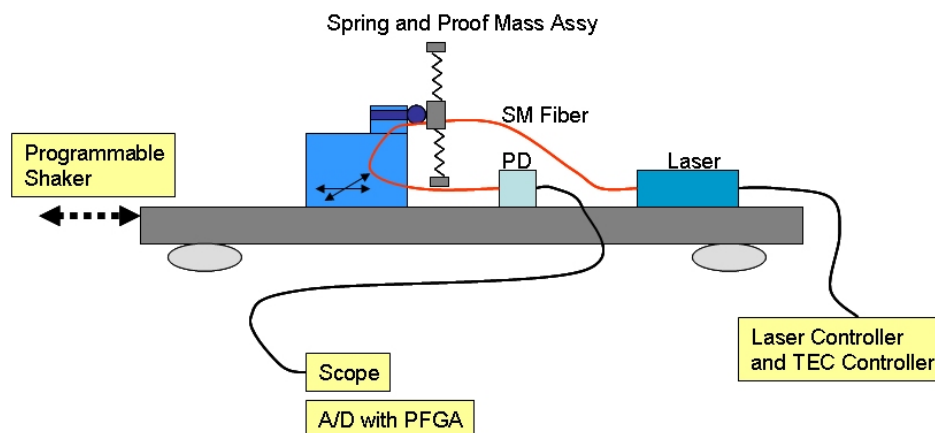 Spring and Proof Mass Assy
SM Fiber
Programmable
Shaker
PD
Laser
Laser Controller
and TEC Controller
Scope
A/D with PFGA